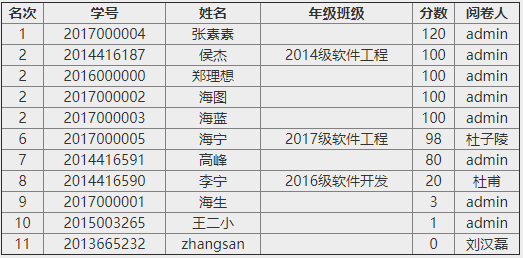 名次 学号 姓名 年级班级 分数 阅卷人
1 2017000004 张素素 120 admin
2 2014416187 侯杰 2014级软件工程 100 admin
2 2016000000 郑理想 100 admin
2 2017000002 海图 100 admin
2 2017000003 海蓝 100 admin
6 2017000005 海宁 2017级软件工程 98 杜子陵
7 2014416591 高峰 80 admin
8 2014416590 李宁 2016级软件开发 20 杜甫
9 2017000001 海生 3 admin
10 2015003265 王二小 1 admin
11 2013665232 zhangsan 0 刘汉磊